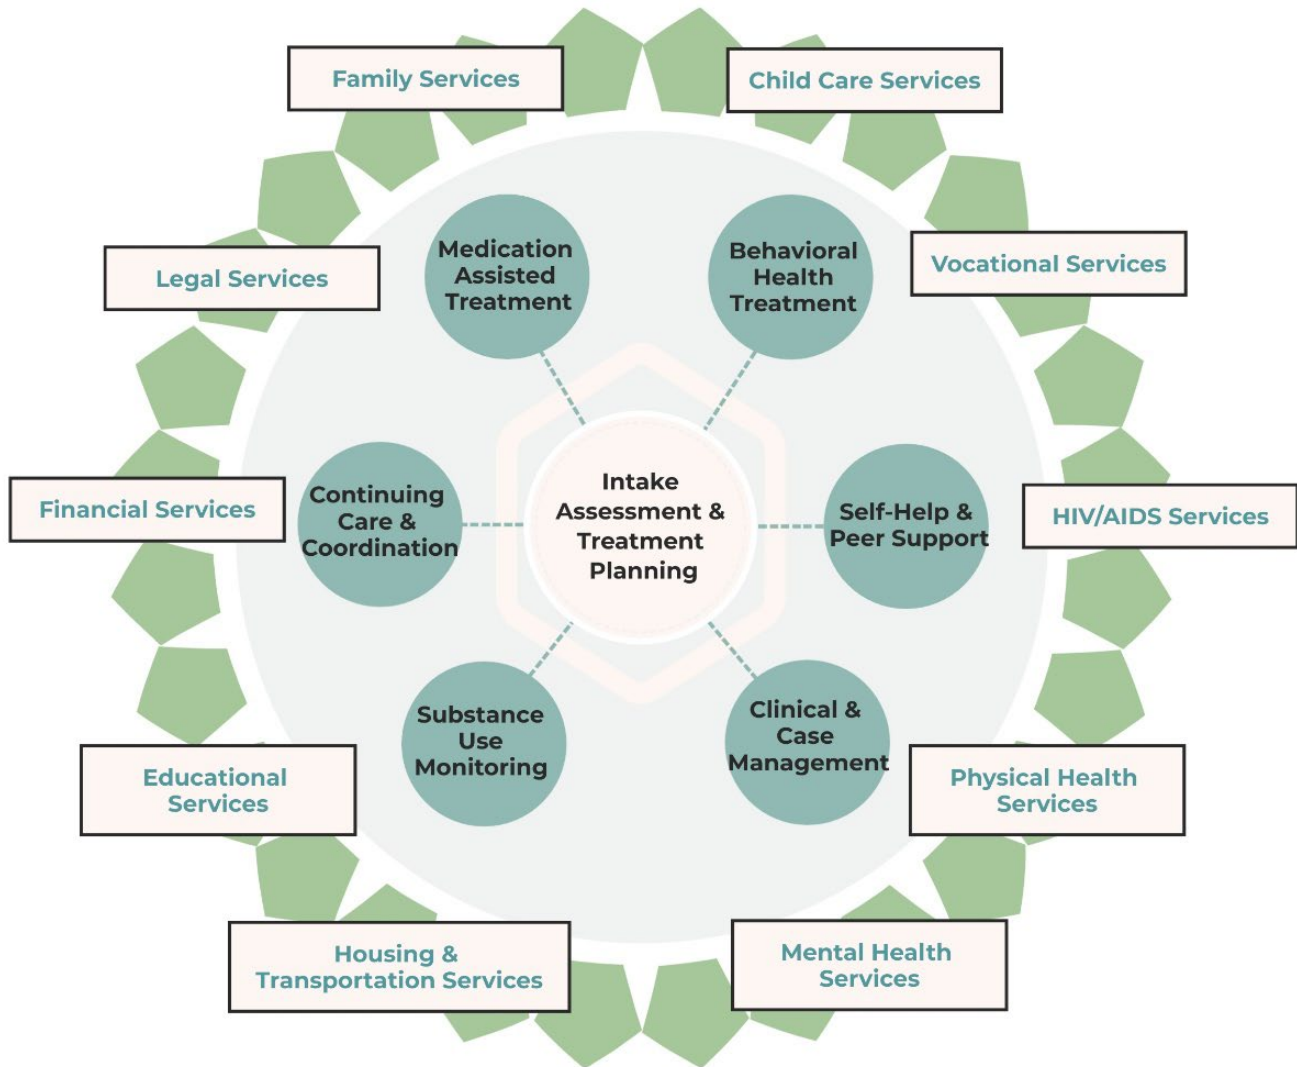 Family Services
Child Care Services
Medication
Assisted
Treatment
Behavioral
Health
Treatment
Legal Services
Vocational Services
Continuing
Care &
Coordination
Intake
Assessment &
Treatment
Planning
Self-Help &
Peer Support
Financial Services
HIV/AIDS Services
Substance
Use
Monitoring
Clinical &
Case
Management
Educational
Services
Physical Health
Services
Housing &
Transportation Services
Mental Health
Services